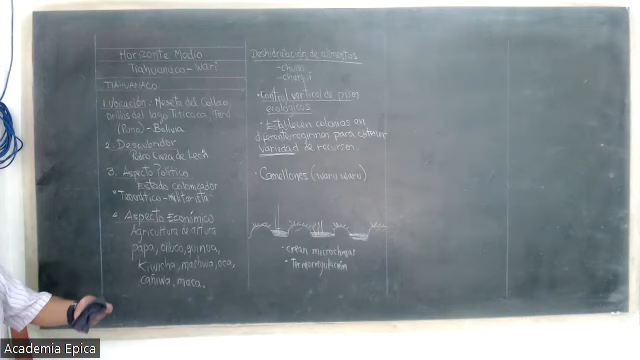 Horizonte Medio
Tiahuanaco - Wari
TIAHUANACO
1. Ubicación: Meseta del Collao
orillas del lago Titicaca Perú
(Puno) - Bolivia
2. Descubridor
Pedro Cieza de León
3. Aspecto Político
Estado colonizador
* Teocrático - militarista
4. Aspecto Económico
Agricultura de altura
papa, olluco, quinua,
Kiwicha, mashwa, oca,
cañiwa, maca.
Deshidratación de alimentos
- chuño
- charqui
• Control vertical de pisos
ecológicos
• Establecen colonias en
diferentes regiones para obtener
variedad de recursos.
• Camellones (waru waru)
• crean microclimas
• Termorregulación
Academia Epica